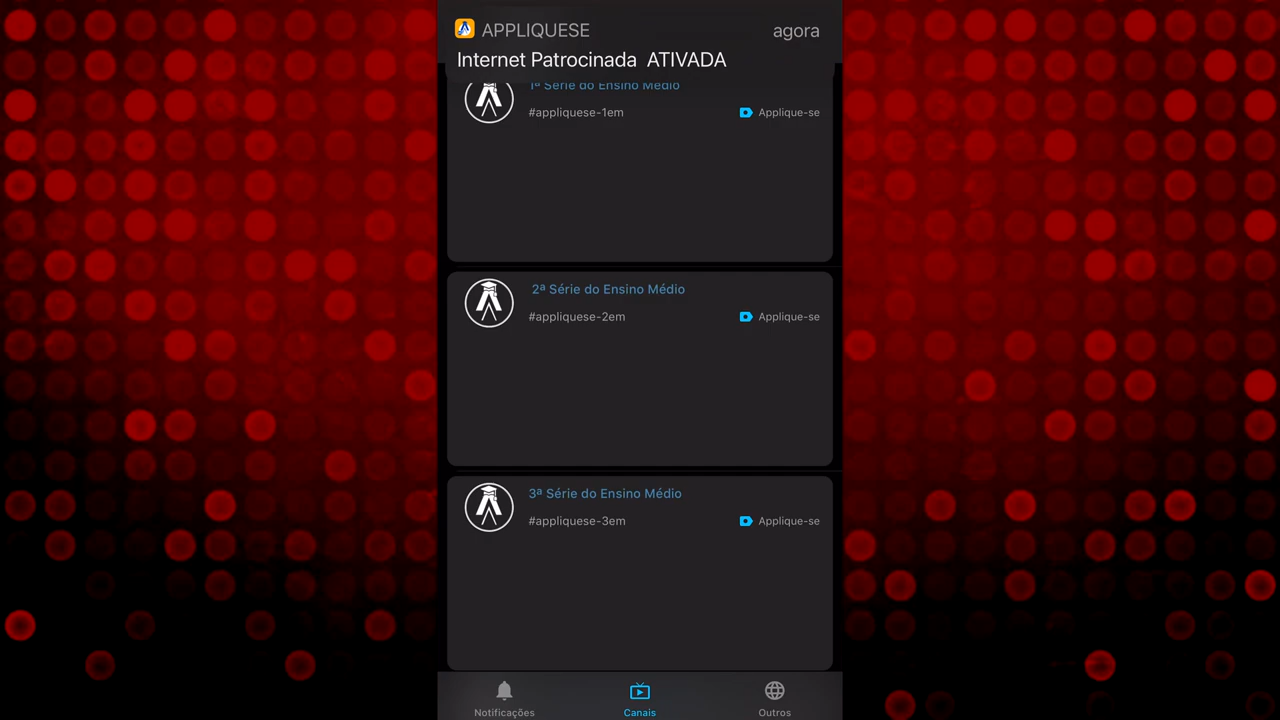 APPLIQUESE
agora
Internet Patrocinada ATIVADA
1ª Série do Ensino Médio
#appliquese-1em
Applique-se
2ª Série do Ensino Médio
#appliquese-2em
Applique-se
3ª Série do Ensino Médio
#appliquese-3em
Applique-se
Notificações
Canais
Outros